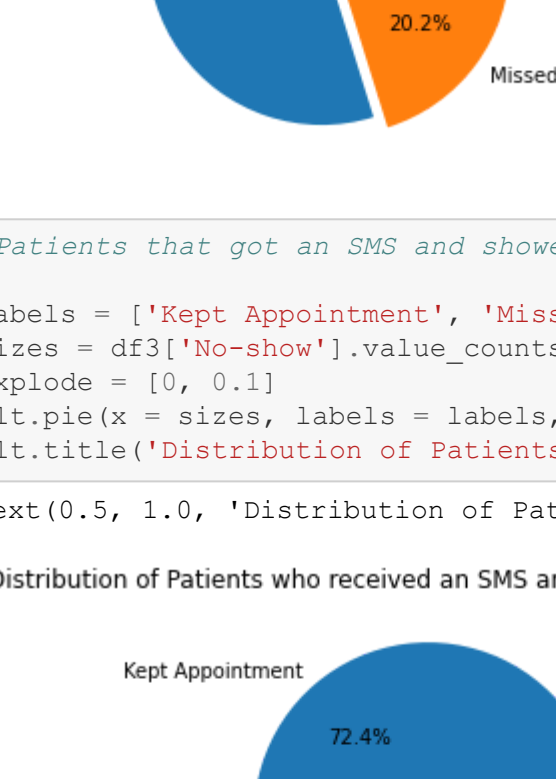 20.2%
Missed
Patients that got an SMS and showe
abels = ['Kept Appointment', 'Miss
izes = df3['No-show'].value_counts
xplode = [0, 0.1]
lt.pie(x = sizes, labels = labels,
lt.title('Distribution of Patients
ext(0.5, 1.0, 'Distribution of Pat
Distribution of Patients who received an SMS an
Kept Appointment
72.4%